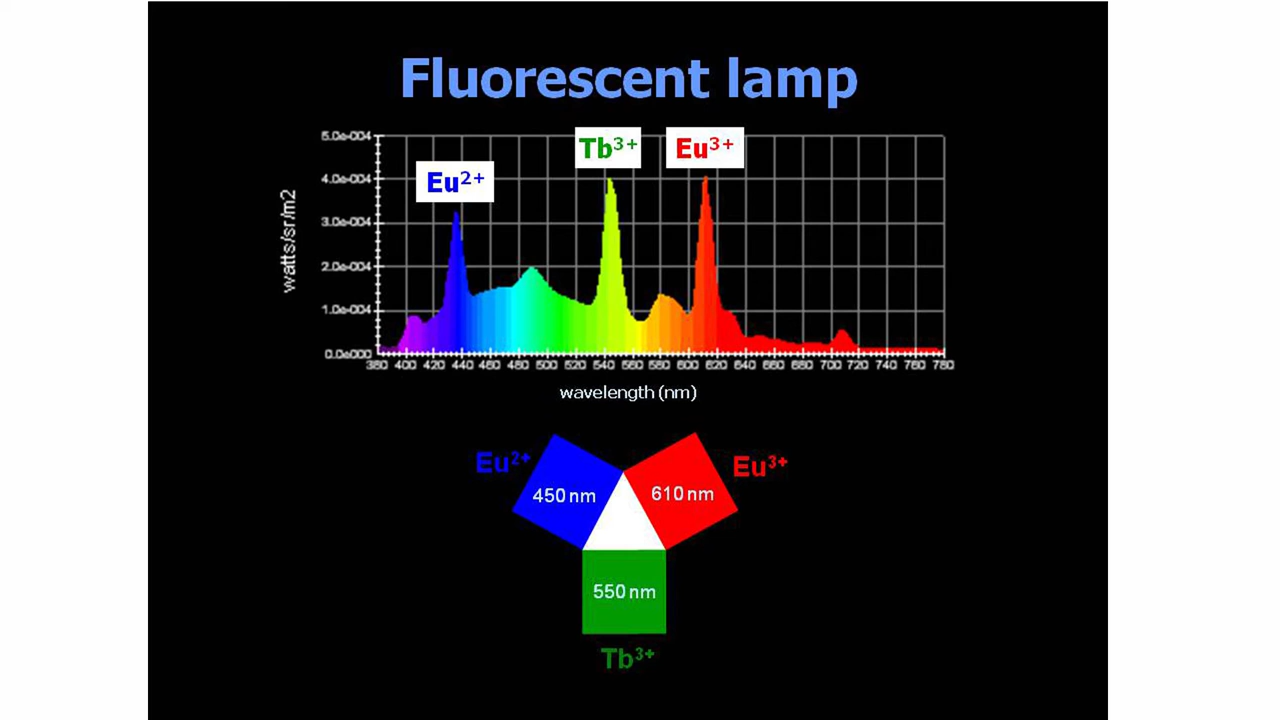 Fluorescent lamp
5.0e-004
4.0e-004
3.0e-004
2.0e-004
1.0e-004
0.0e000
watts/sr/m2
Eu²⁺
Tb³⁺
Eu³⁺
380 400 420 440 460 480 500 520 540 560 580 600 620 640 660 680 700 720 740 760 780
wavelength (nm)
Eu²⁺
450 nm
610 nm
Eu³⁺
550 nm
Tb³⁺